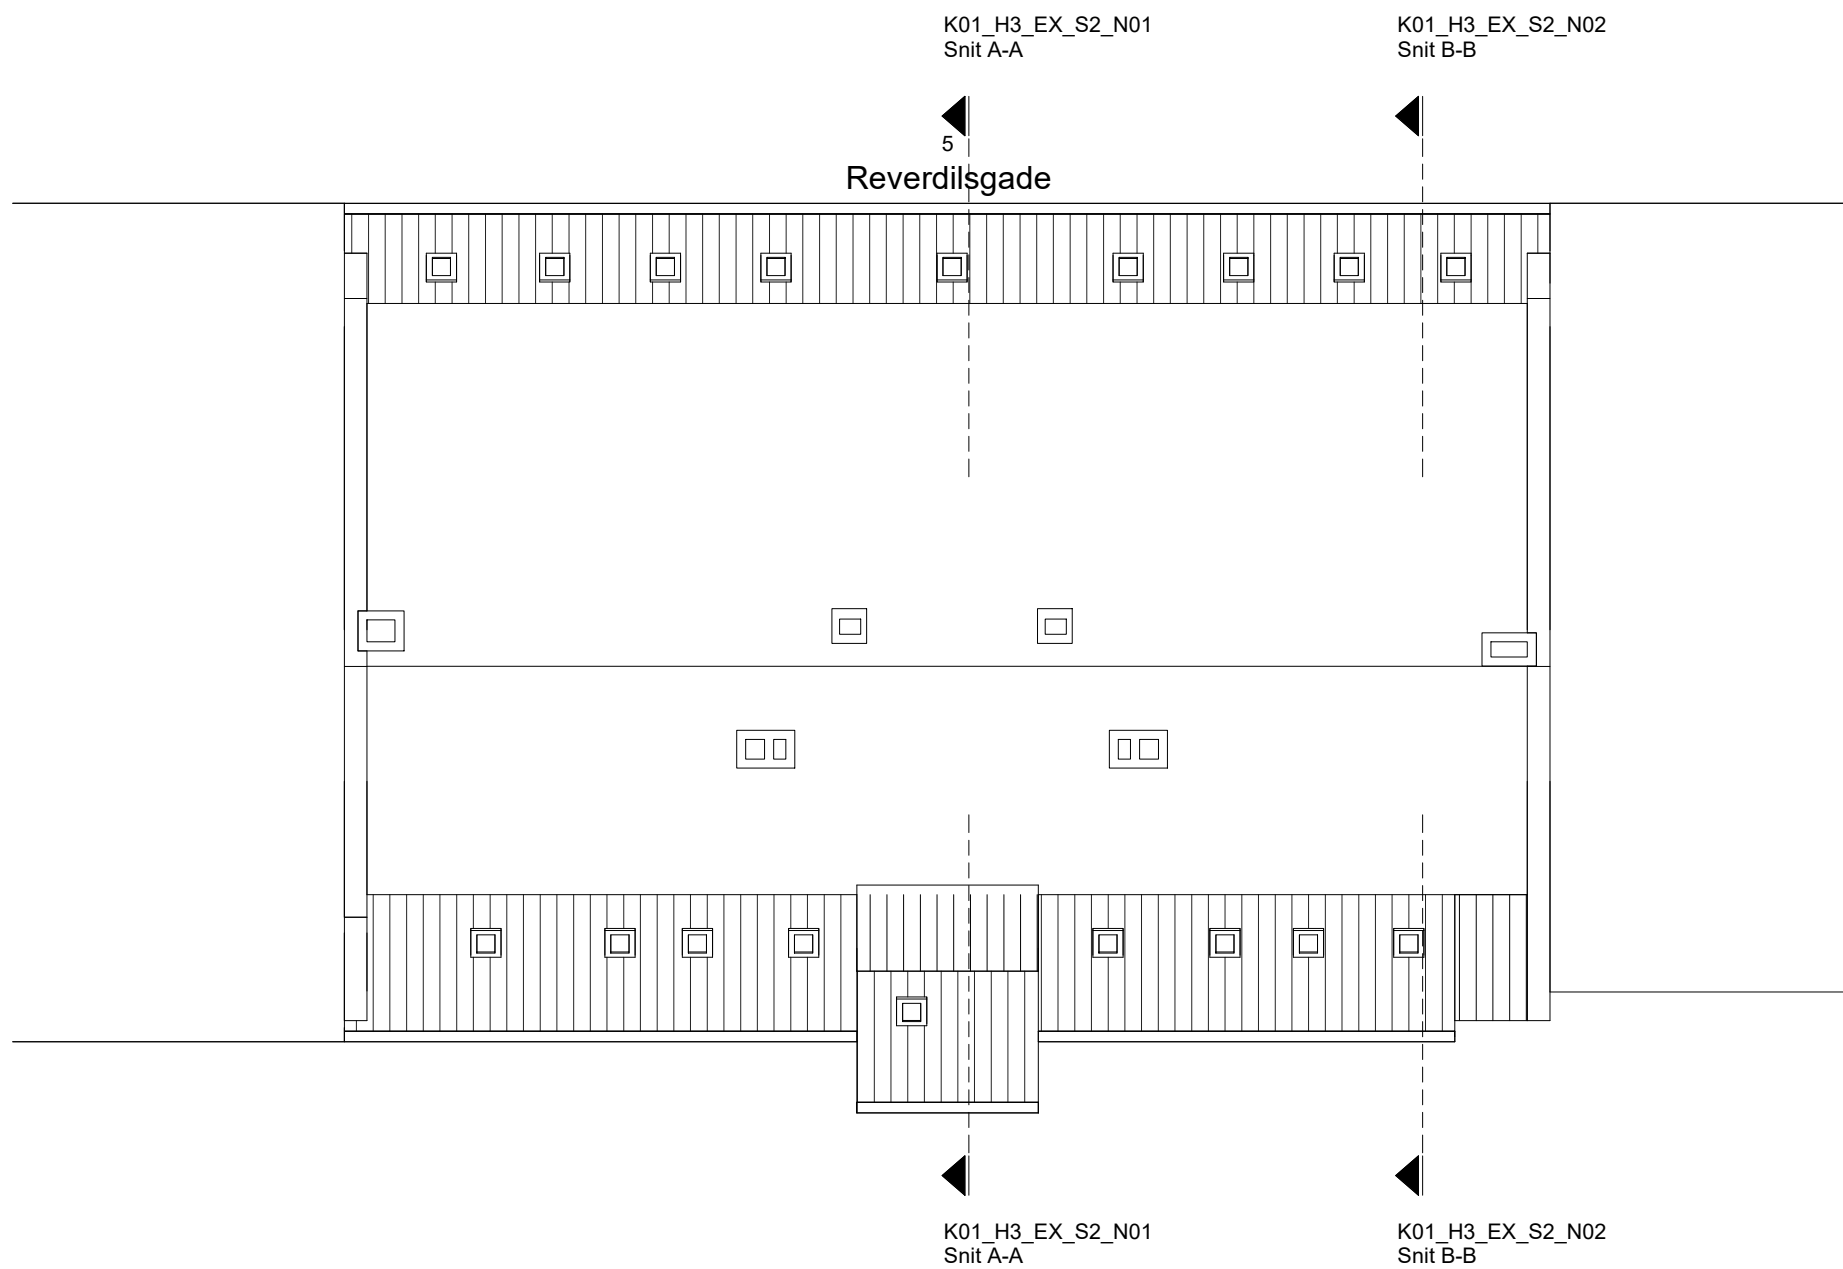 K01_H3_EX_S2_N01
Snit A-A
K01_H3_EX_S2_N02
Snit B-B
5
Reverdilsgade
K01_H3_EX_S2_N01
Snit A-A
K01_H3_EX_S2_N02
Snit B-B